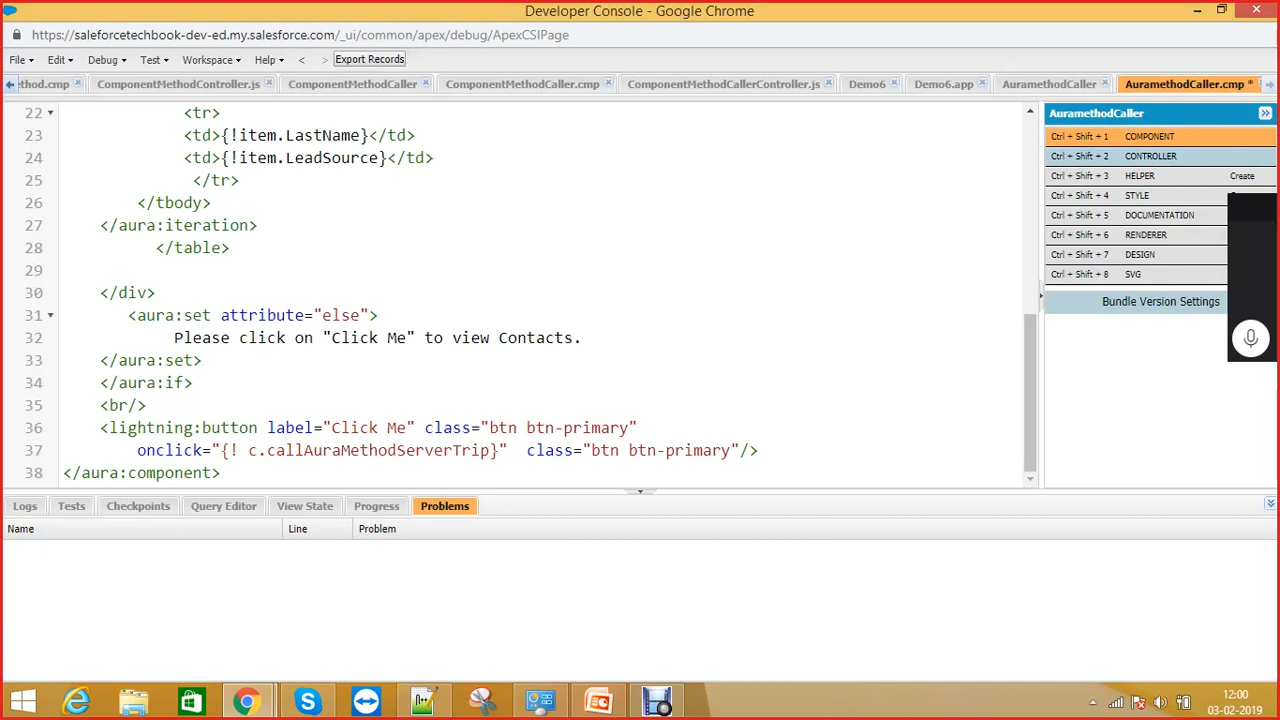 Developer Console - Google Chrome
https://saleforcetechbook-dev-ed.my.salesforce.com/_ui/common/apex/debug/ApexCSIPage
File Edit Debug Test Workspace Help < > Export Records
ethod.cmp ComponentMethodController.js ComponentMethodCaller ComponentMethodCaller.cmp ComponentMethodCallerController.js Demo6 Demo6.app AuramethodCaller AuramethodCaller.cmp *
22 <tr>
23 <td>{!item.LastName}</td>
24 <td>{!item.LeadSource}</td>
25 </tr>
26 </tbody>
27 </aura:iteration>
28 </table>
29
30 </div>
31 <aura:set attribute="else">
32 Please click on "Click Me" to view Contacts.
33 </aura:set>
34 </aura:if>
35 <br/>
36 <lightning:button label="Click Me" class="btn btn-primary"
37 onclick="{! c.callAuraMethodServerTrip}" class="btn btn-primary"/>
38 </aura:component>
AuramethodCaller
Ctrl + Shift + 1 COMPONENT
Ctrl + Shift + 2 CONTROLLER
Ctrl + Shift + 3 HELPER Create
Ctrl + Shift + 4 STYLE
Ctrl + Shift + 5 DOCUMENTATION
Ctrl + Shift + 6 RENDERER
Ctrl + Shift + 7 DESIGN
Ctrl + Shift + 8 SVG
Bundle Version Settings
Logs Tests Checkpoints Query Editor View State Progress Problems
Name Line Problem
12:00
03-02-2019